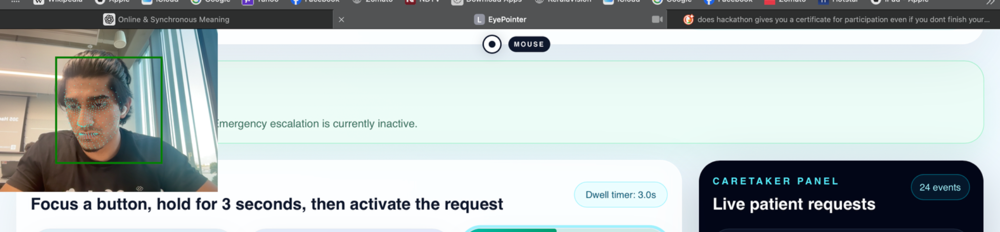 Wikipedia Apple iCloud Google Yahoo Facebook Zomato NDTV Download Apps KeralaVision iCloud Google Facebook Zomato Hotstar iPad - Apple
Online & Synchronous Meaning
L EyePointer
does hackathon gives you a certificate for participation even if you dont finish your...
MOUSE
Emergency escalation is currently inactive.
Dwell timer: 3.0s
Focus a button, hold for 3 seconds, then activate the request
CARETAKER PANEL
24 events
Live patient requests